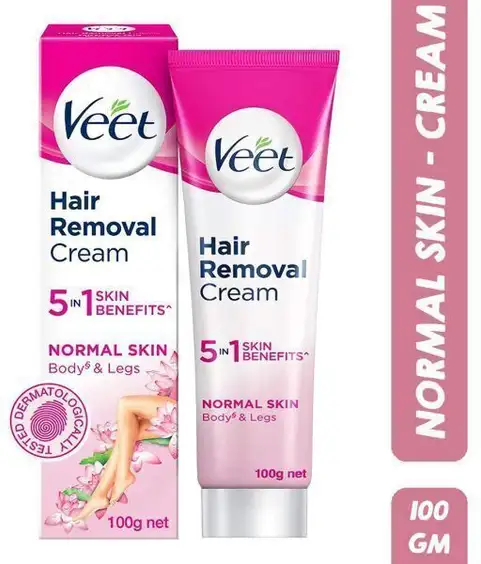 Veet
Hair
Removal
Cream
5 IN 1 SKIN
BENEFITS^
NORMAL SKIN
Body§ & Legs
DERMATOLOGICALLY TESTED
100g net
Veet
Hair
Removal
Cream
5 IN 1 SKIN
BENEFITS^
NORMAL SKIN
Body§ & Legs
100g net
NORMAL SKIN - CREAM
100
GM